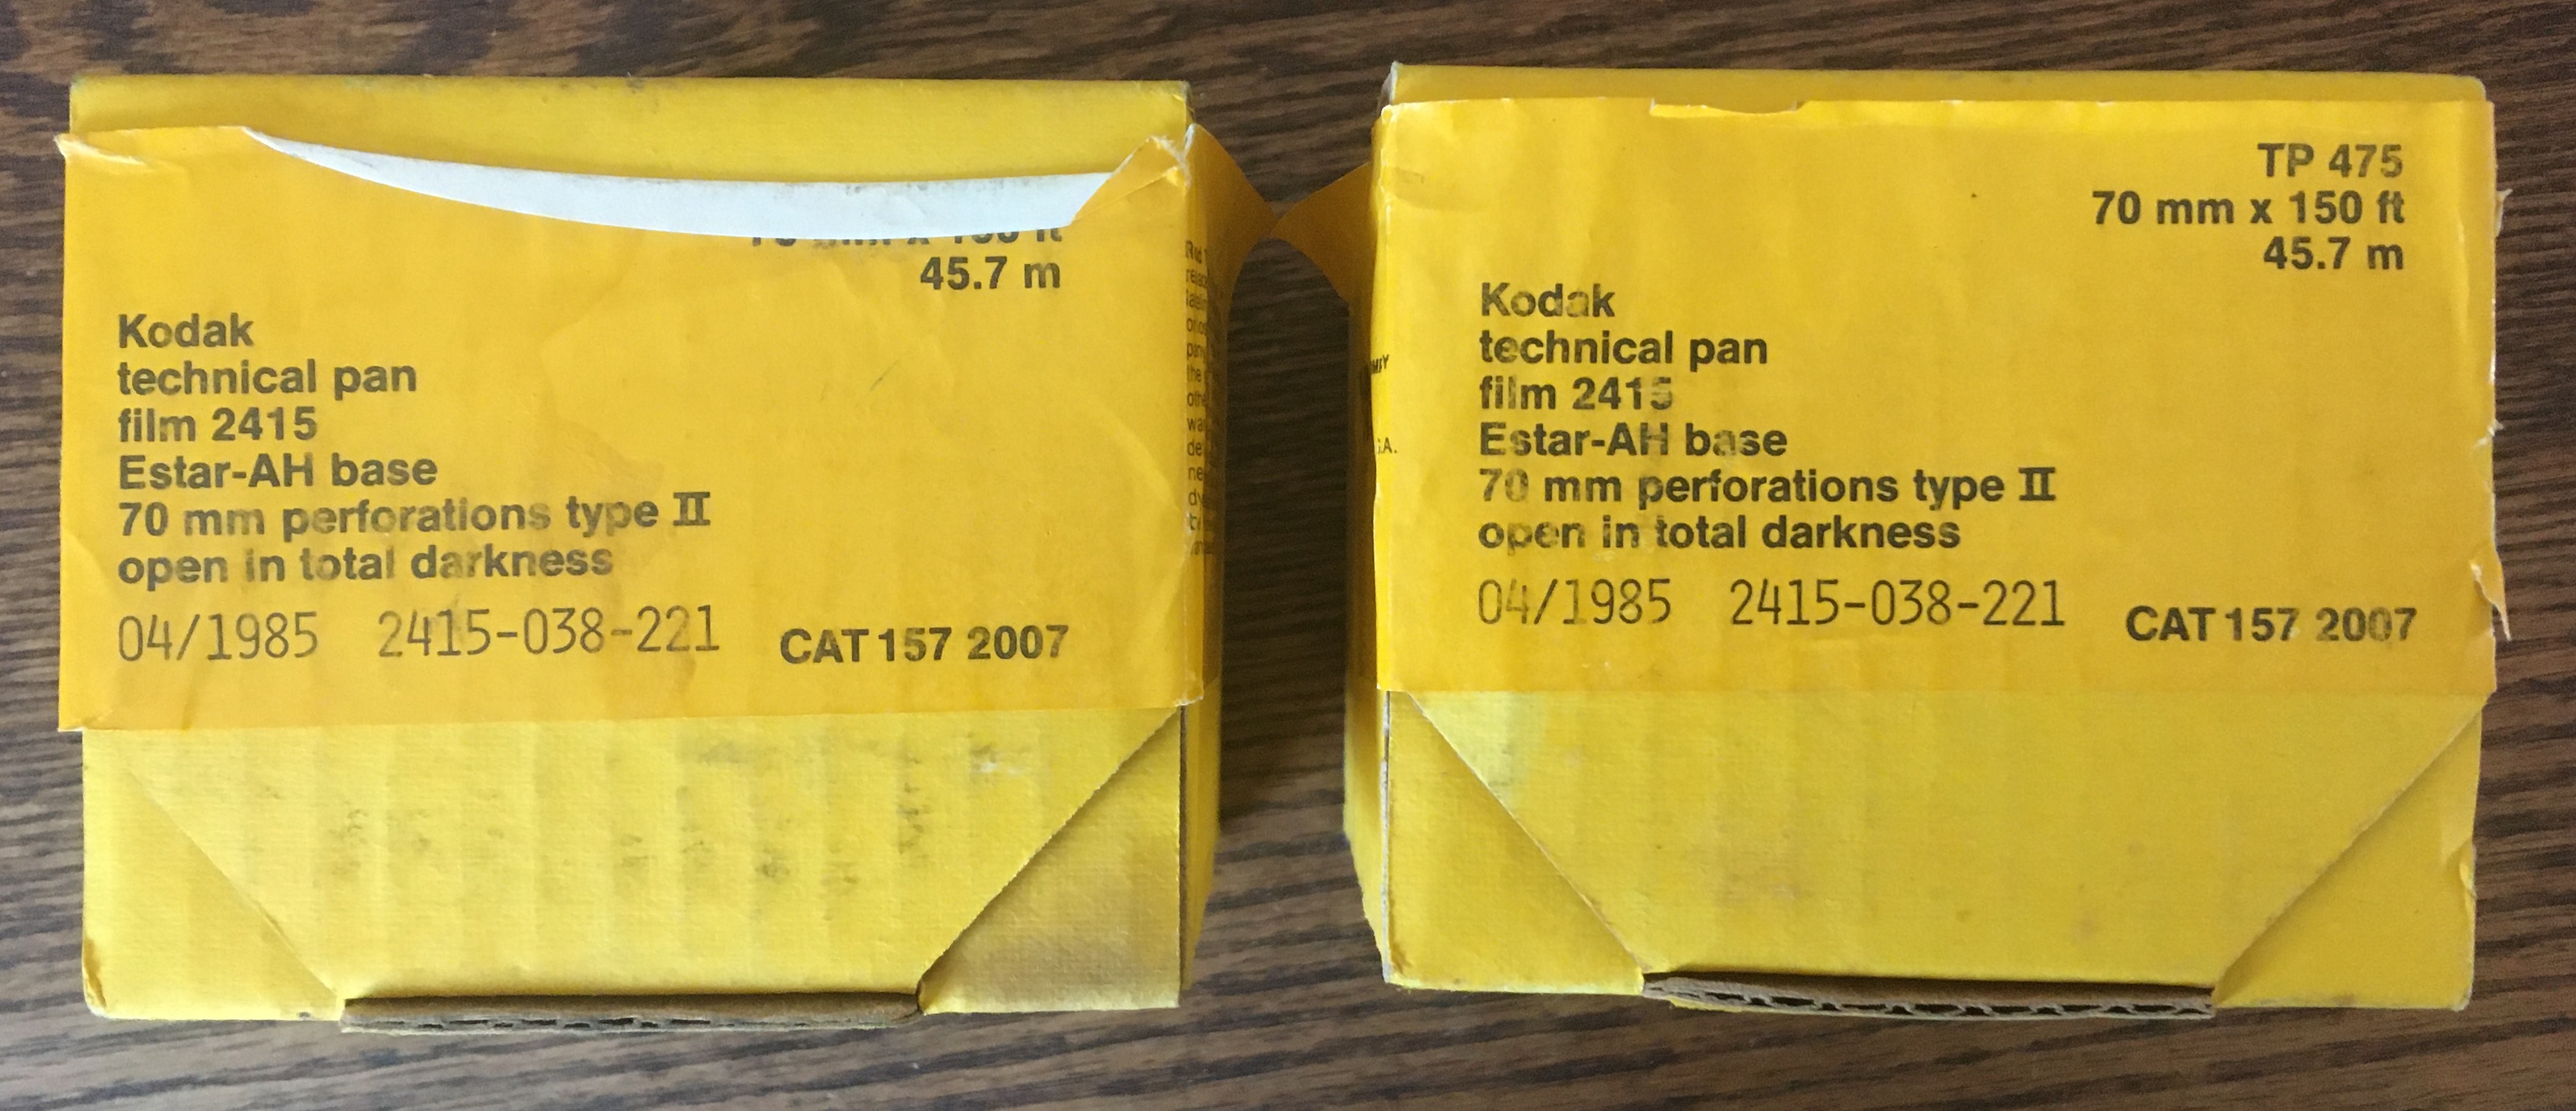 45.7 m
Kodak
technical pan
film 2415
Estar-AH base
70 mm perforations type II
open in total darkness
04/1985 2415-038-221 CAT 157 2007
TP 475
70 mm x 150 ft
45.7 m
Kodak
technical pan
film 2415
Estar-AH base
70 mm perforations type II
open in total darkness
04/1985 2415-038-221 CAT 157 2007